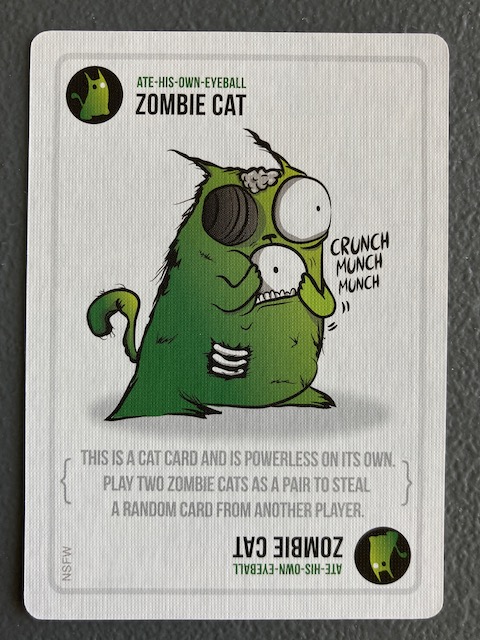 ATE-HIS-OWN-EYEBALL
ZOMBIE CAT
CRUNCH
MUNCH
MUNCH
THIS IS A CAT CARD AND IS POWERLESS ON ITS OWN.
PLAY TWO ZOMBIE CATS AS A PAIR TO STEAL
A RANDOM CARD FROM ANOTHER PLAYER.
NSFW
ATE-HIS-OWN-EYEBALL
ZOMBIE CAT